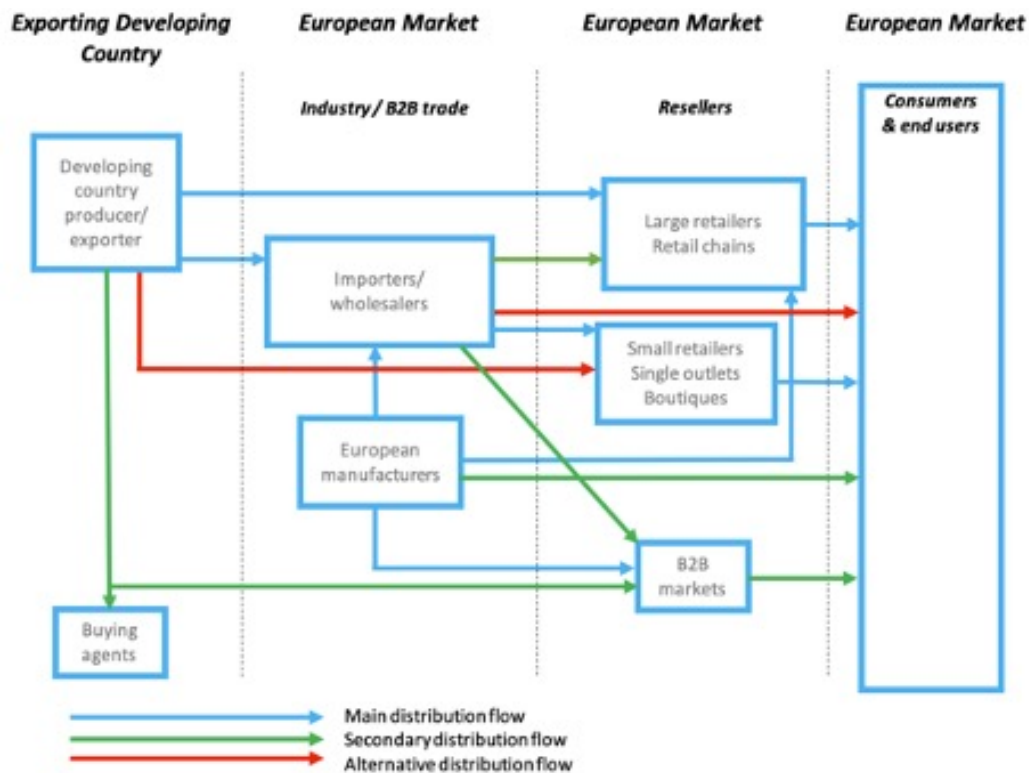 Exporting Developing
Country
European Market
European Market
European Market
Industry / B2B trade
Resellers
Consumers
& end users
Developing
country
producer/
exporter
Importers/
wholesalers
Large retailers
Retail chains
Small retailers
Single outlets
Boutiques
European
manufacturers
B2B
markets
Buying
agents
Main distribution flow
Secondary distribution flow
Alternative distribution flow